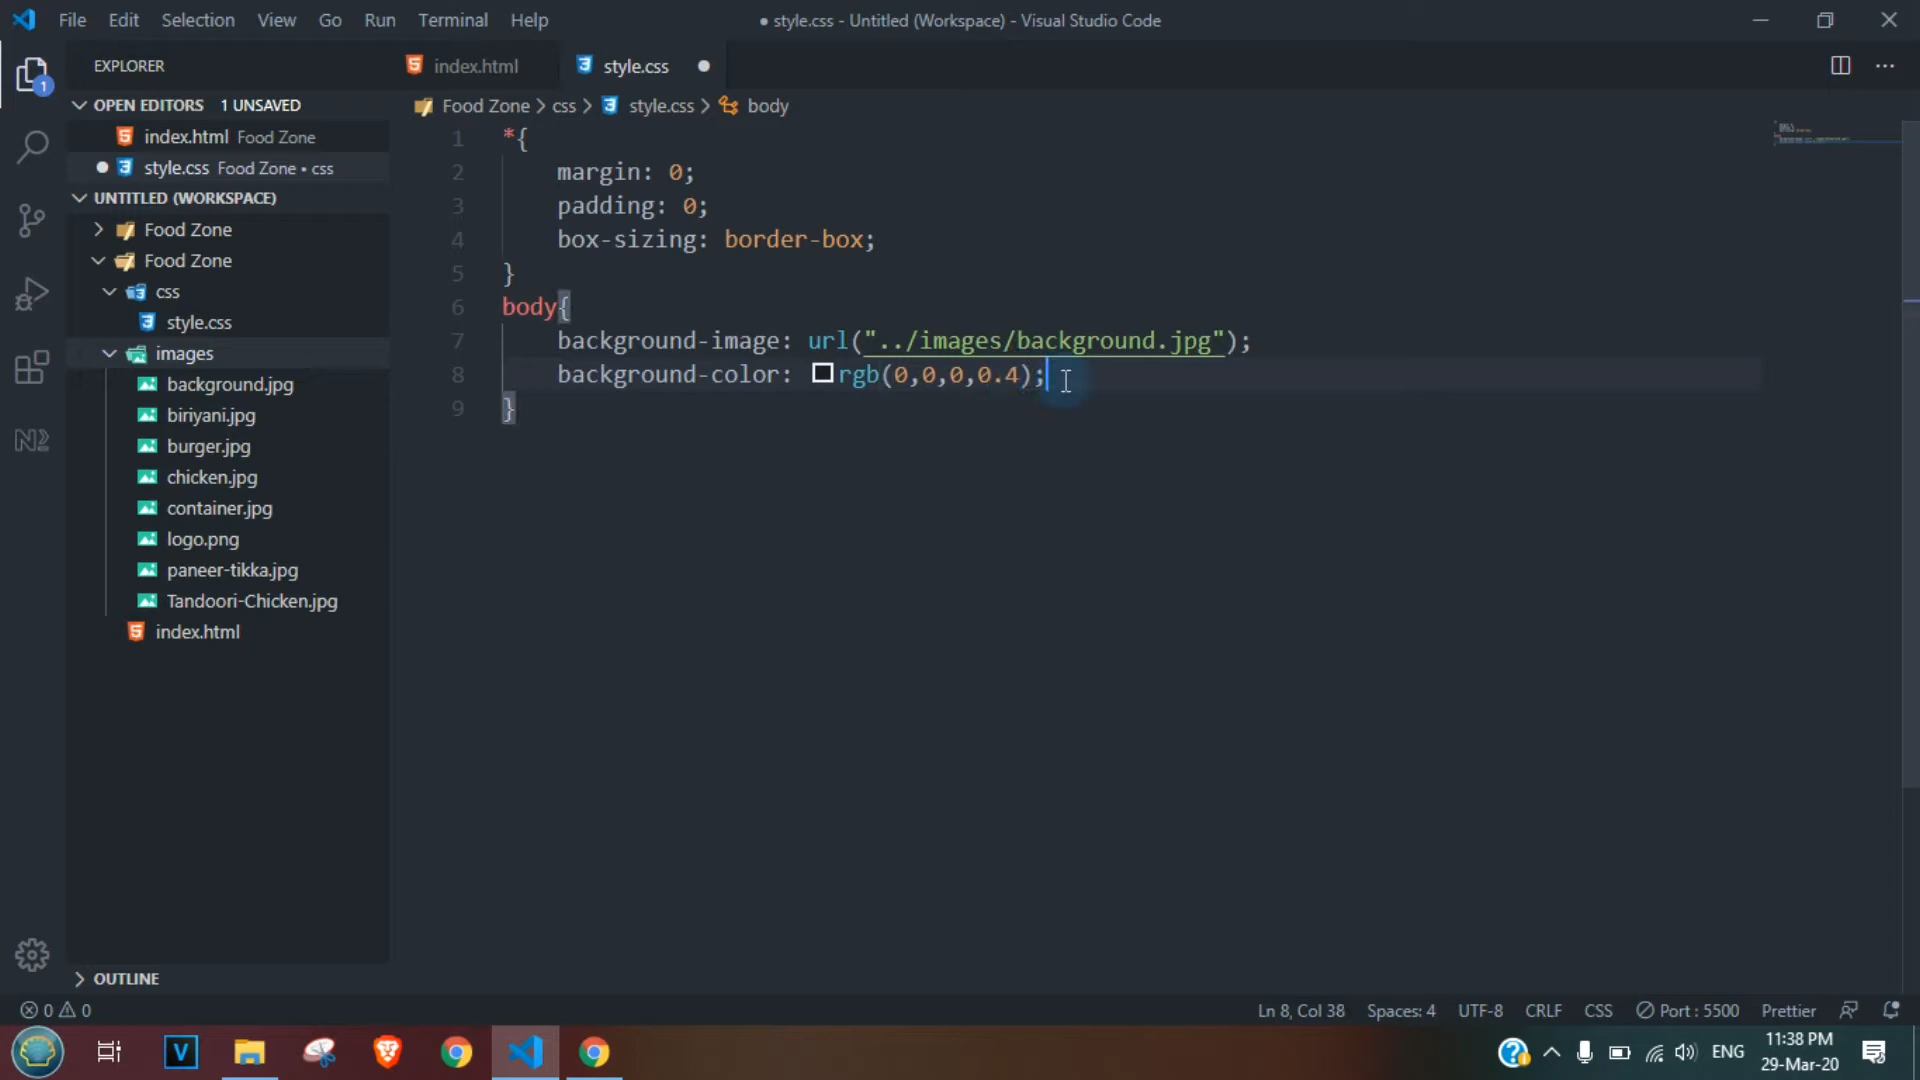 File Edit Selection View Go Run Terminal Help
● style.css - Untitled (Workspace) - Visual Studio Code
1
EXPLORER
OPEN EDITORS 1 UNSAVED
index.html Food Zone
style.css Food Zone • css
UNTITLED (WORKSPACE)
Food Zone
Food Zone
css
style.css
images
background.jpg
biriyani.jpg
burger.jpg
chicken.jpg
container.jpg
logo.png
paneer-tikka.jpg
Tandoori-Chicken.jpg
index.html
OUTLINE
index.html
style.css
Food Zone > css > style.css > body
1 *{
2 margin: 0;
3 padding: 0;
4 box-sizing: border-box;
5 }
6 body{
7 background-image: url("../images/background.jpg");
8 background-color: rgb(0,0,0,0.4);
9 }
0 0
Ln 8, Col 38 Spaces: 4 UTF-8 CRLF CSS Port : 5500 Prettier
V
ENG
11:38 PM
29-Mar-20